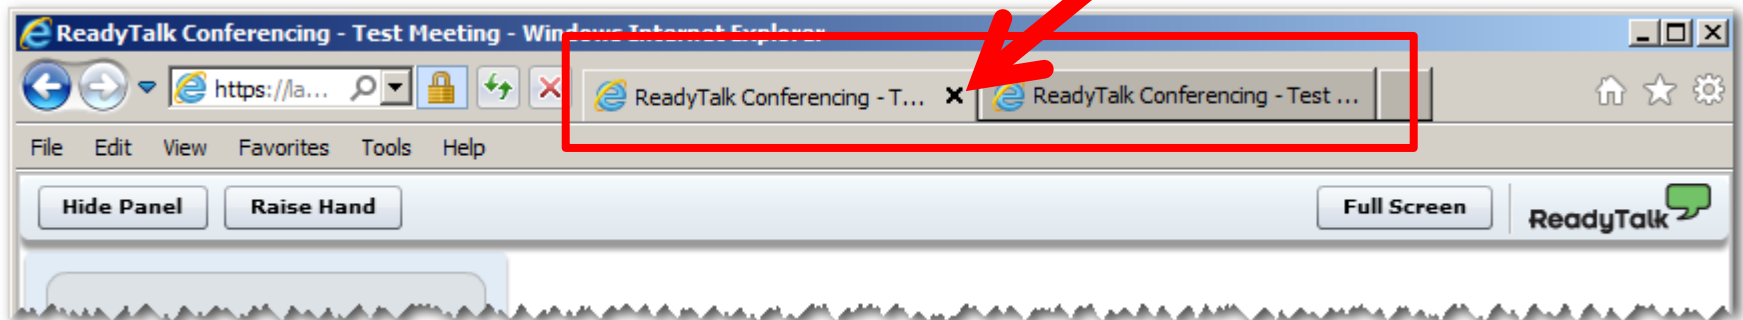 ReadyTalk Conferencing - Test Meeting - Windows Internet Explorer
https://la...
ReadyTalk Conferencing - T...
ReadyTalk Conferencing - Test ...
File Edit View Favorites Tools Help
Hide Panel
Raise Hand
Full Screen
ReadyTalk